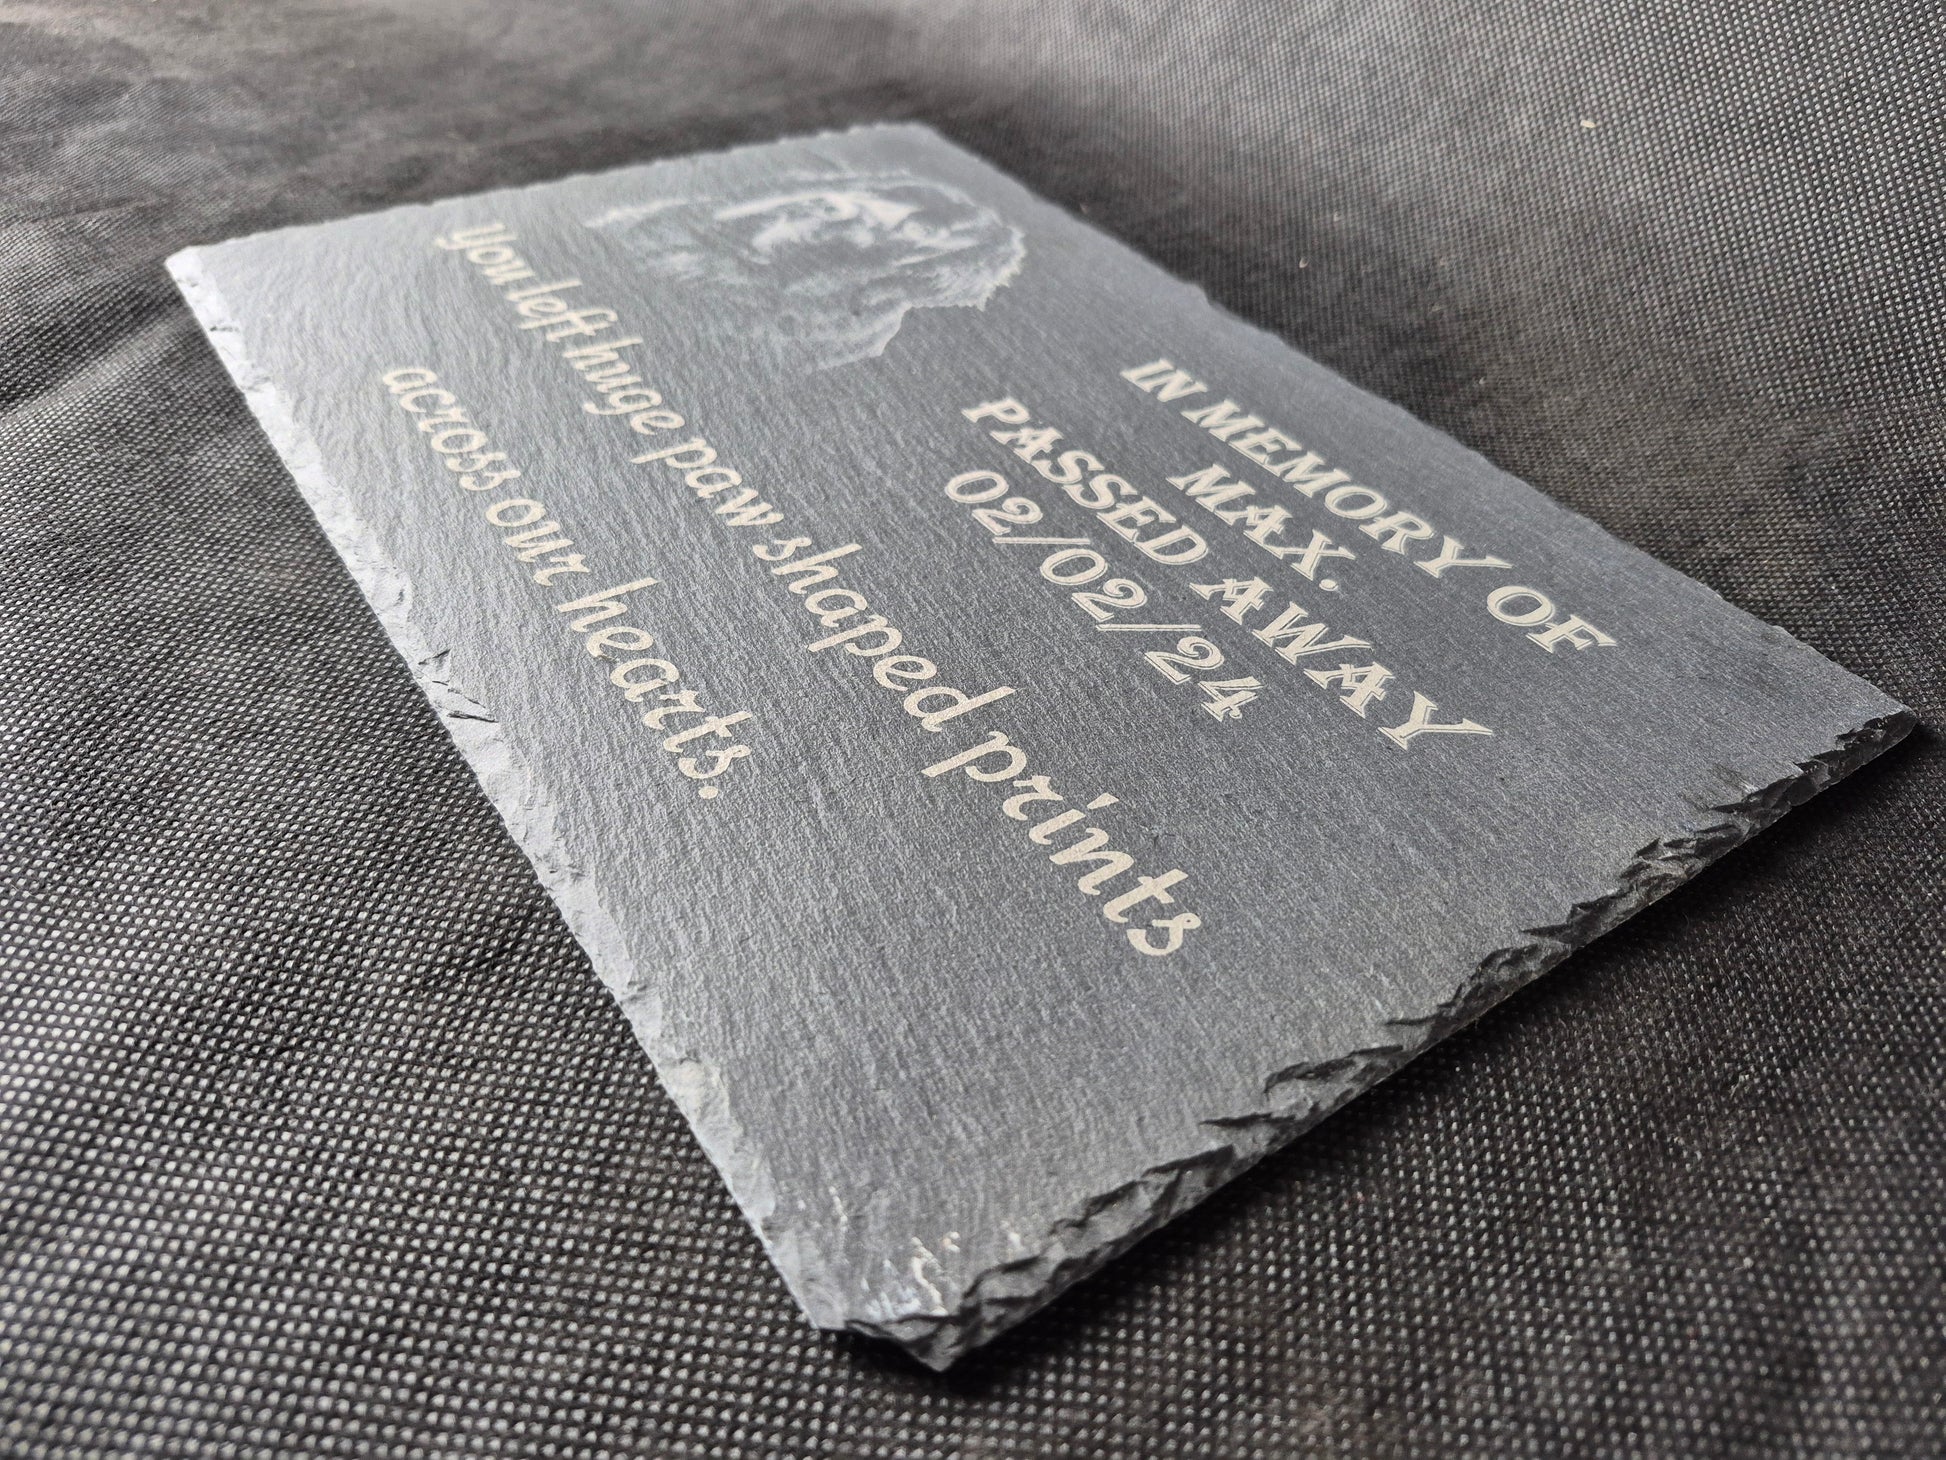 IN MEMORY OF
MAX.
PASSED AWAY
02/02/24
You left huge paw shaped prints
across our hearts.